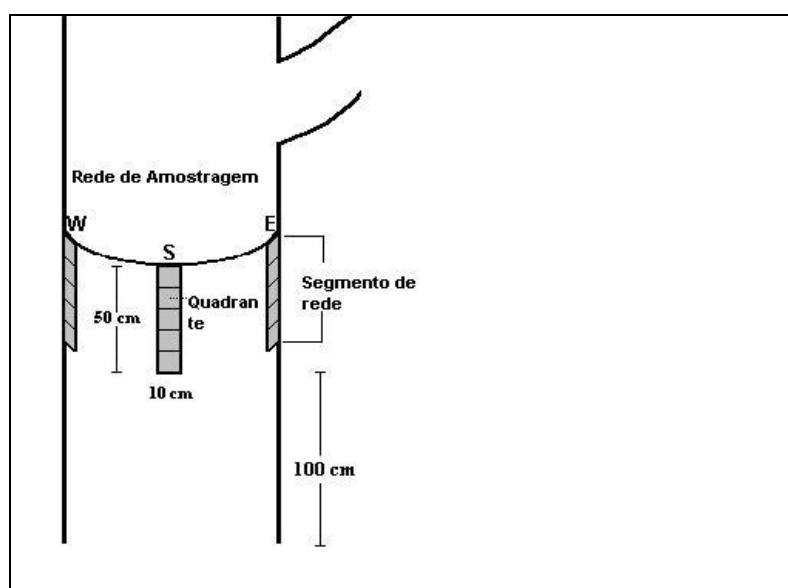 Rede de Amostragem
W
E
S
Segmento de
rede
Quadran
te
50 cm
10 cm
100 cm